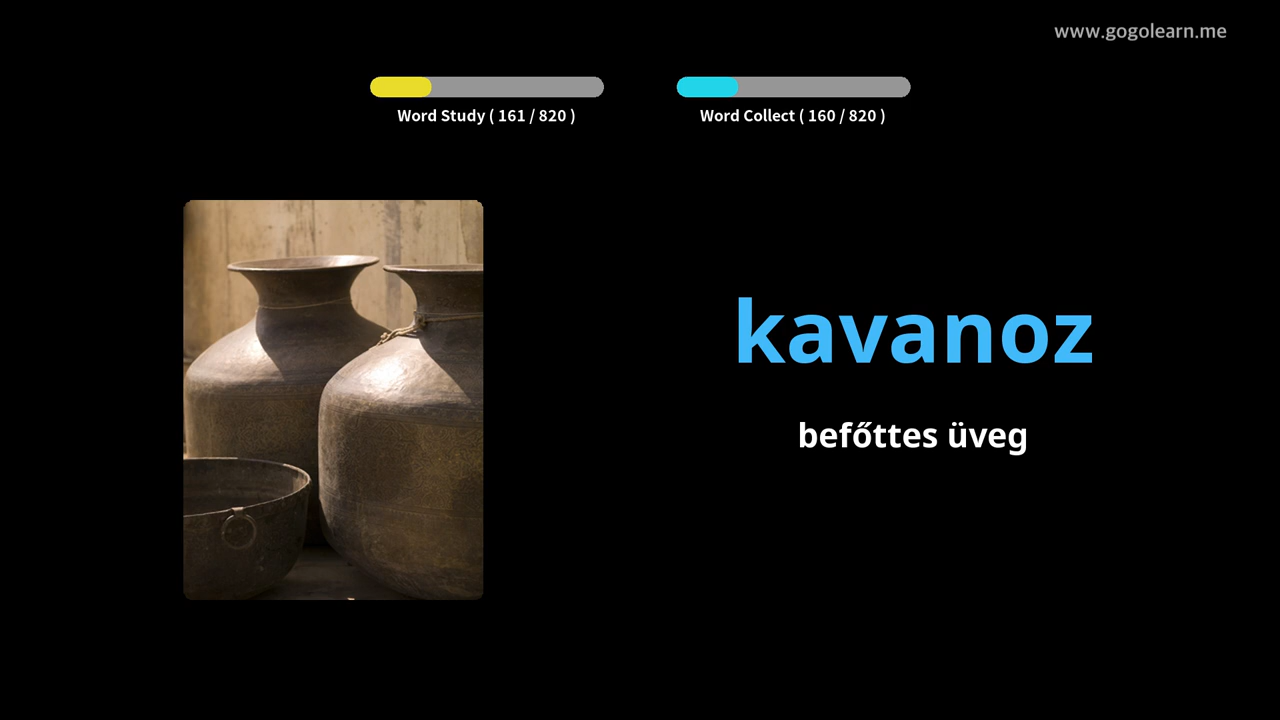 www.gogolearn.me
Word Study ( 161 / 820 )
Word Collect ( 160 / 820 )
kavanoz
befőttes üveg